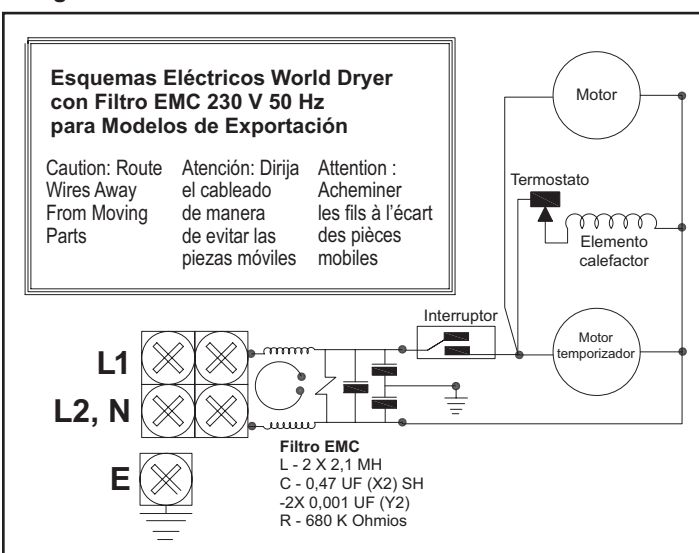 Esquemas Eléctricos World Dryer
con Filtro EMC 230 V 50 Hz
para Modelos de Exportación
Caution: Route
Wires Away
From Moving
Parts
Atención: Dirija
el cableado
de manera
de evitar las
piezas móviles
Attention :
Acheminer
les fils à l'écart
des pièces
mobiles
Motor
Termostato
Elemento
calefactor
Interruptor
Motor
temporizador
L1
L2, N
E
Filtro EMC
L - 2 X 2,1 MH
C - 0,47 UF (X2) SH
-2X 0,001 UF (Y2)
R - 680 K Ohmios